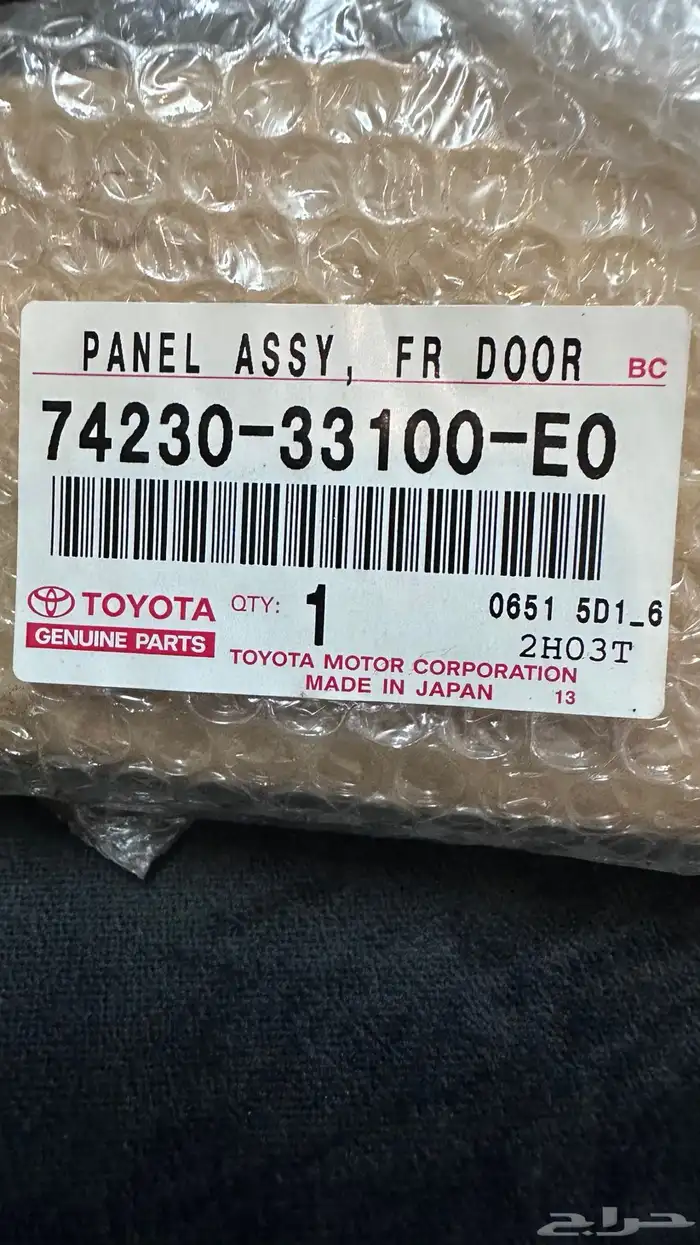 PANEL ASSY, FR DOOR BC
74230-33100-E0
TOYOTA QTY: 1 0651 5D1_6
GENUINE PARTS 2H03T
TOYOTA MOTOR CORPORATION
MADE IN JAPAN 13
حراج